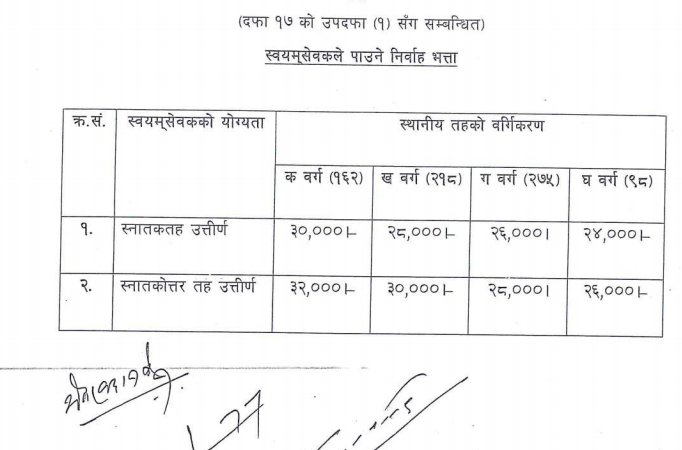 (दफा १७ को उपदफा (१) सँग सम्बन्धित)
स्वयम्‌सेवकले पाउने निर्वाह भत्ता
क्र.सं. स्वयम्‌सेवकको योग्यता स्थानीय तहको वर्गिकरण
क वर्ग (१६२) ख वर्ग (२१८) ग वर्ग (२७५) घ वर्ग (९८)
१. स्नातकतह उत्तीर्ण ३०,०००।– २८,०००।– २६,०००। २४,०००।–
२. स्नातकोत्तर तह उत्तीर्ण ३२,०००।– ३०,०००।– २८,०००। २६,०००।–